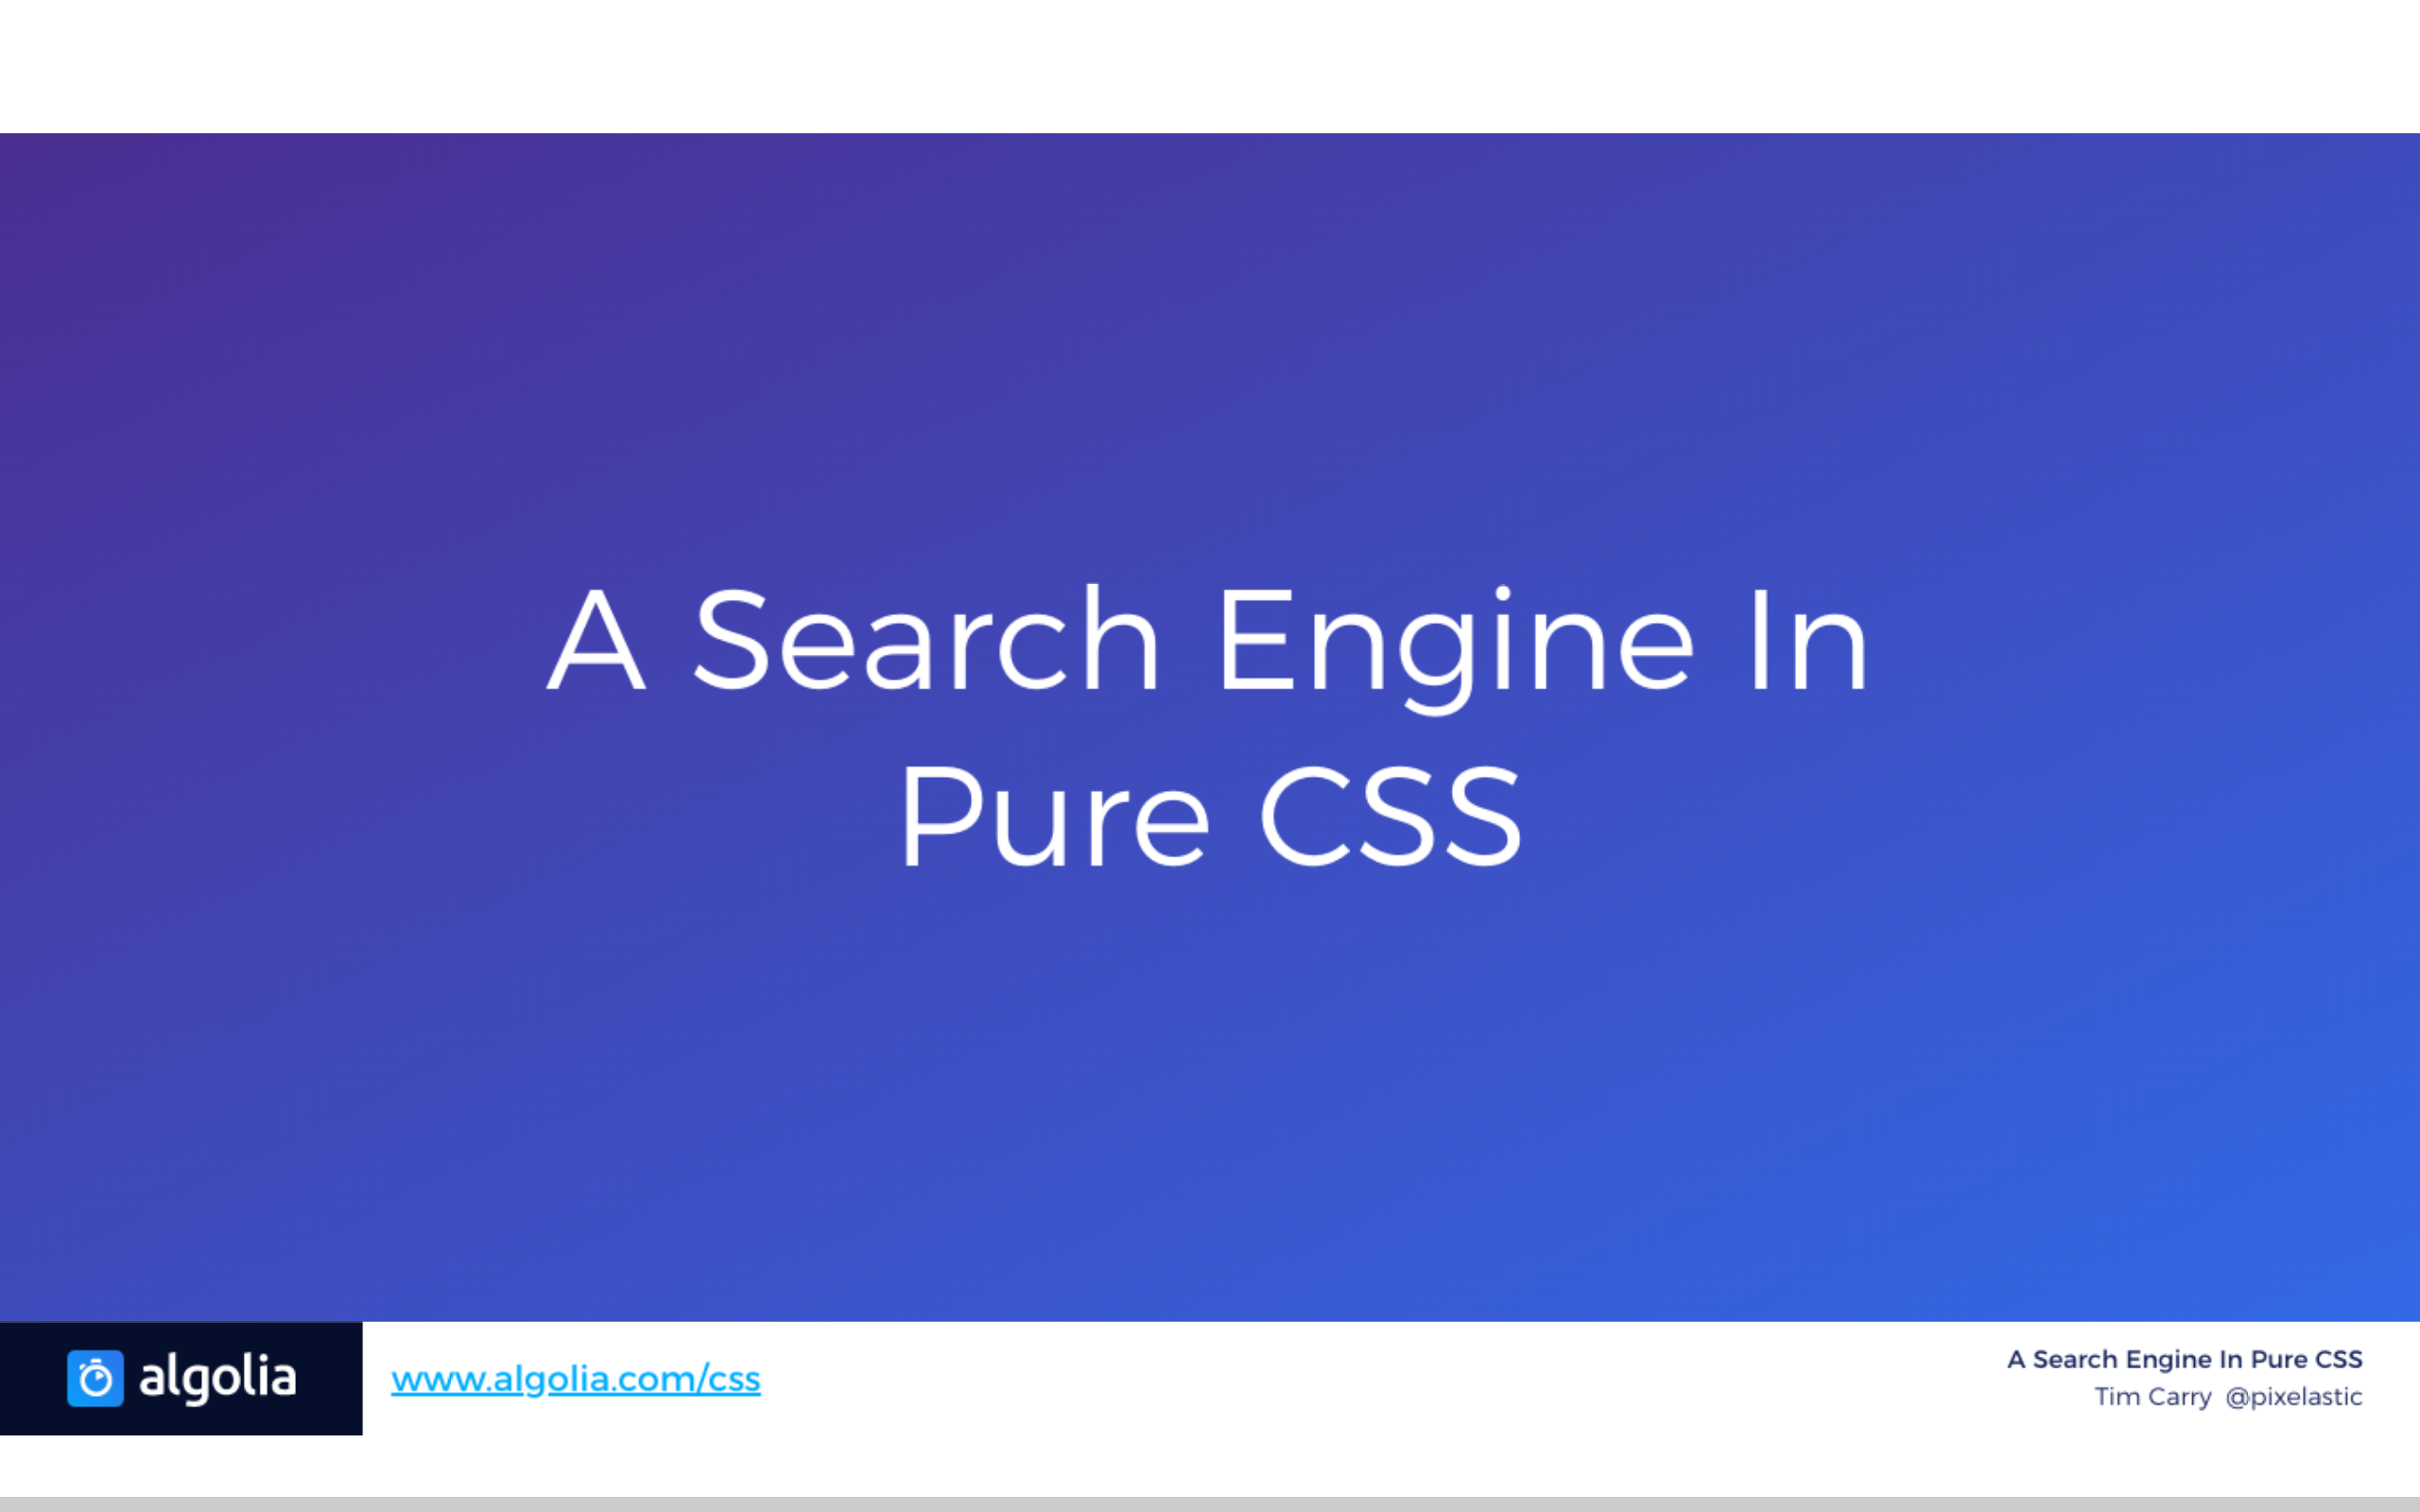 A Search Engine In
Pure CSS
algolia
www.algolia.com/css
A Search Engine In Pure CSS
Tim Carry @pixelastic